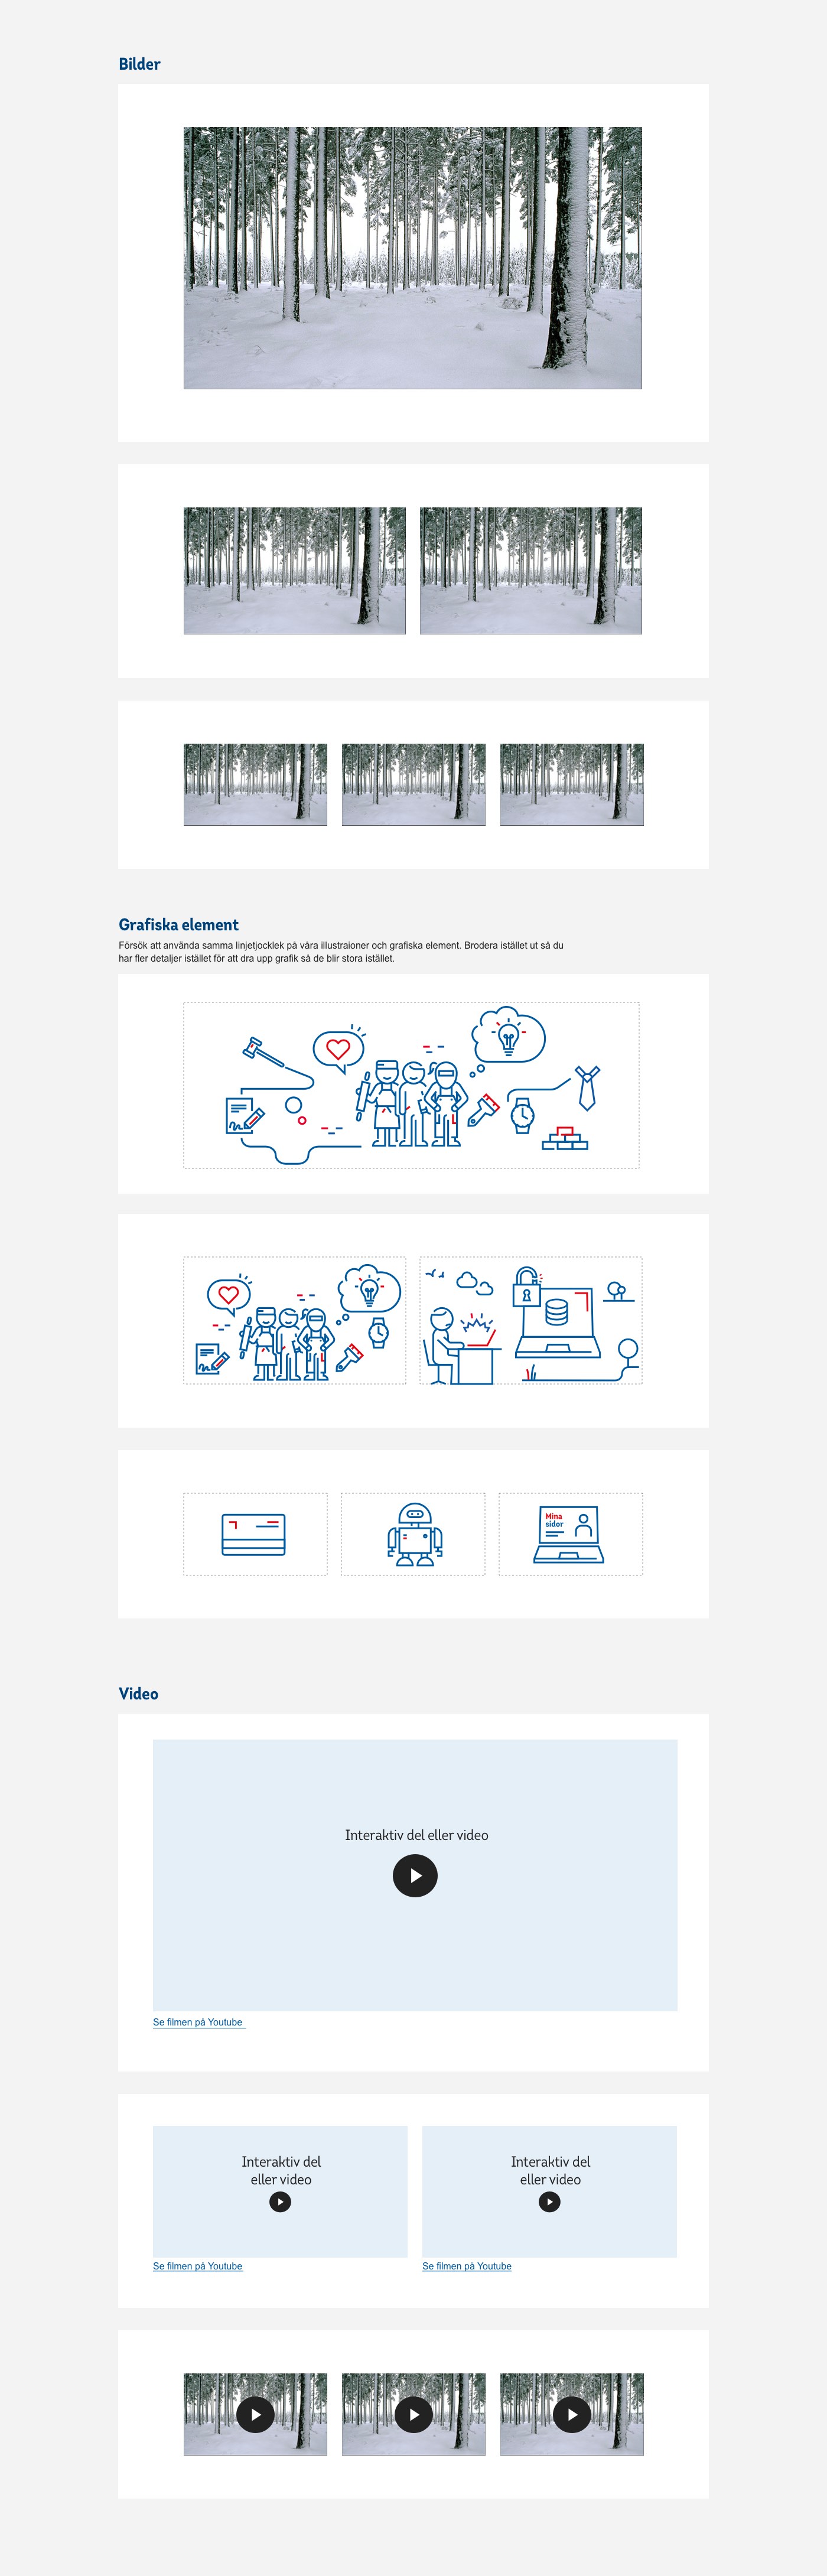 Bilder
Grafiska element
Försök att använda samma linjetjocklek på våra illustraioner och grafiska element. Brodera istället ut så du
har fler detaljer istället för att dra upp grafik så de blir stora istället.
Mina
sidor
Video
Interaktiv del eller video
Se filmen på Youtube
Interaktiv del
eller video
Se filmen på Youtube
Interaktiv del
eller video
Se filmen på Youtube